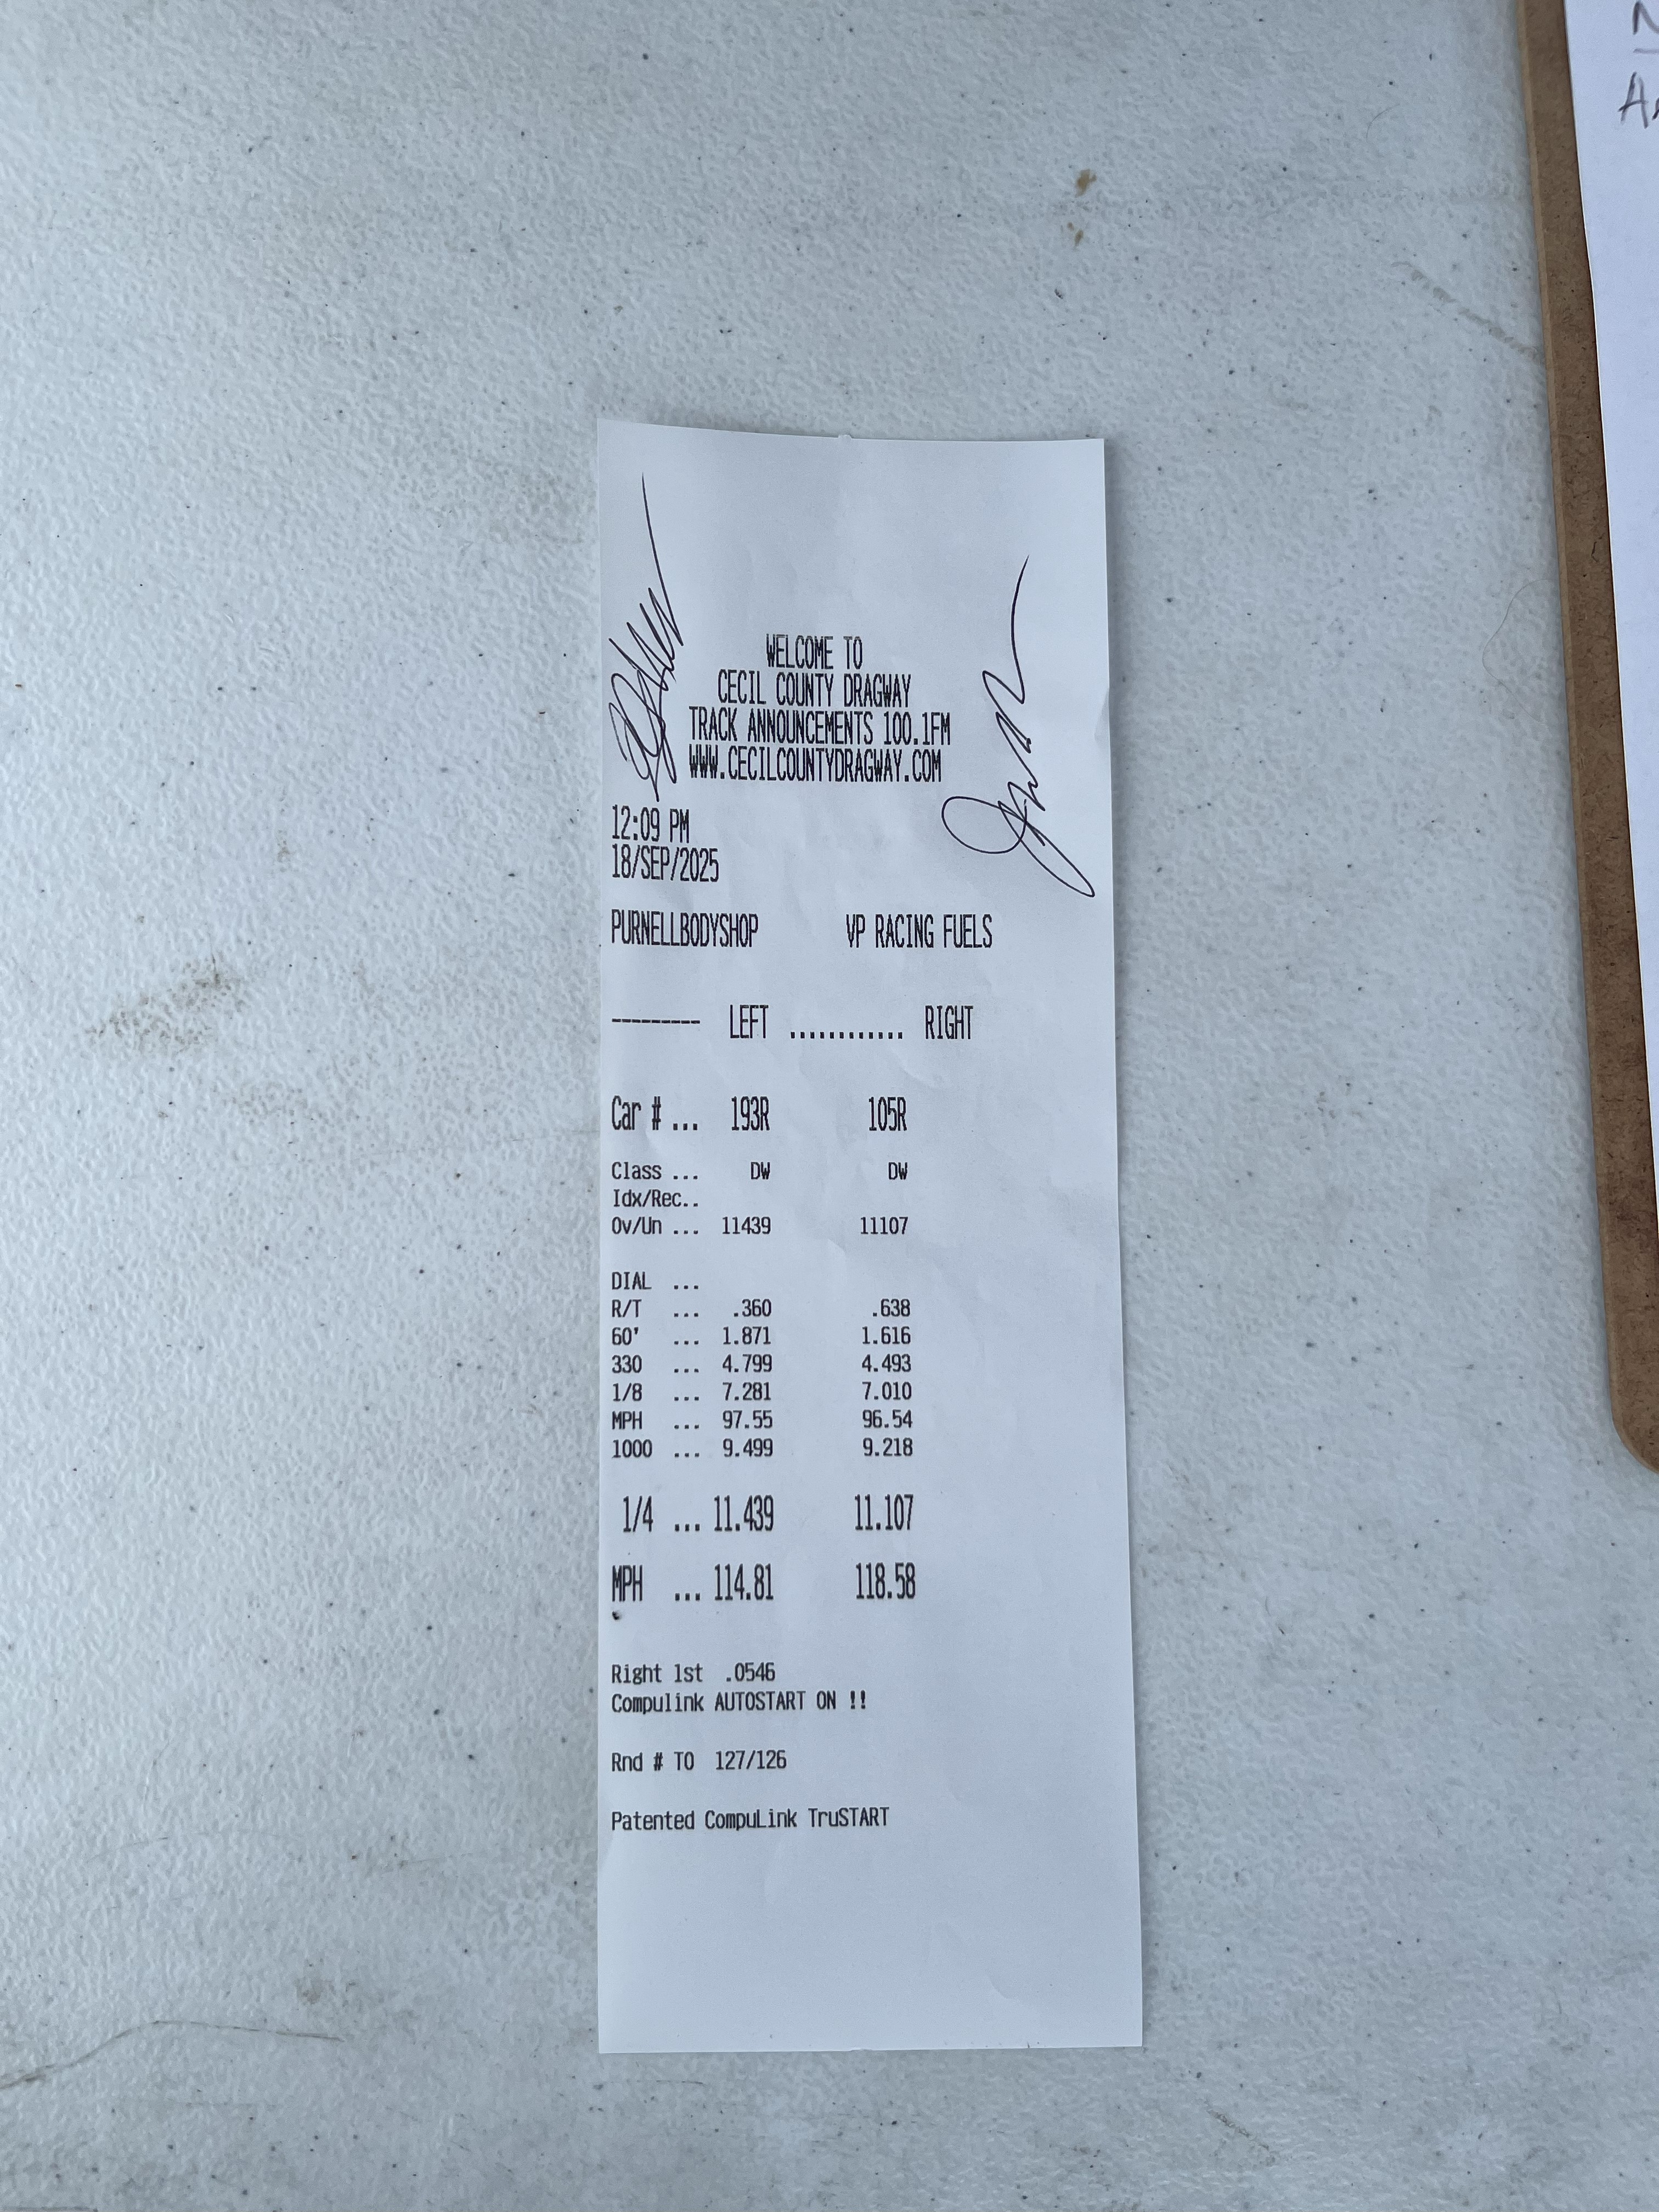 WELCOME TO
CECIL COUNTY DRAGWAY
TRACK ANNOUNCEMENTS 100.1FM
WWW.CECILCOUNTYDRAGWAY.COM
12:09 PM
18/SEP/2025
PURNELLBODYSHOP VP RACING FUELS
--------- LEFT ............ RIGHT
Car # ... 193R 105R
Class ... DW DW
Idx/Rec..
Ov/Un ... 11439 11107
DIAL ...
R/T ... .360 .638
60' ... 1.871 1.616
330 ... 4.799 4.493
1/8 ... 7.281 7.010
MPH ... 97.55 96.54
1000 ... 9.499 9.218
1/4 ... 11.439 11.107
MPH ... 114.81 118.58
Right 1st .0546
Compulink AUTOSTART ON !!
Rnd # T0 127/126
Patented CompuLink TruSTART